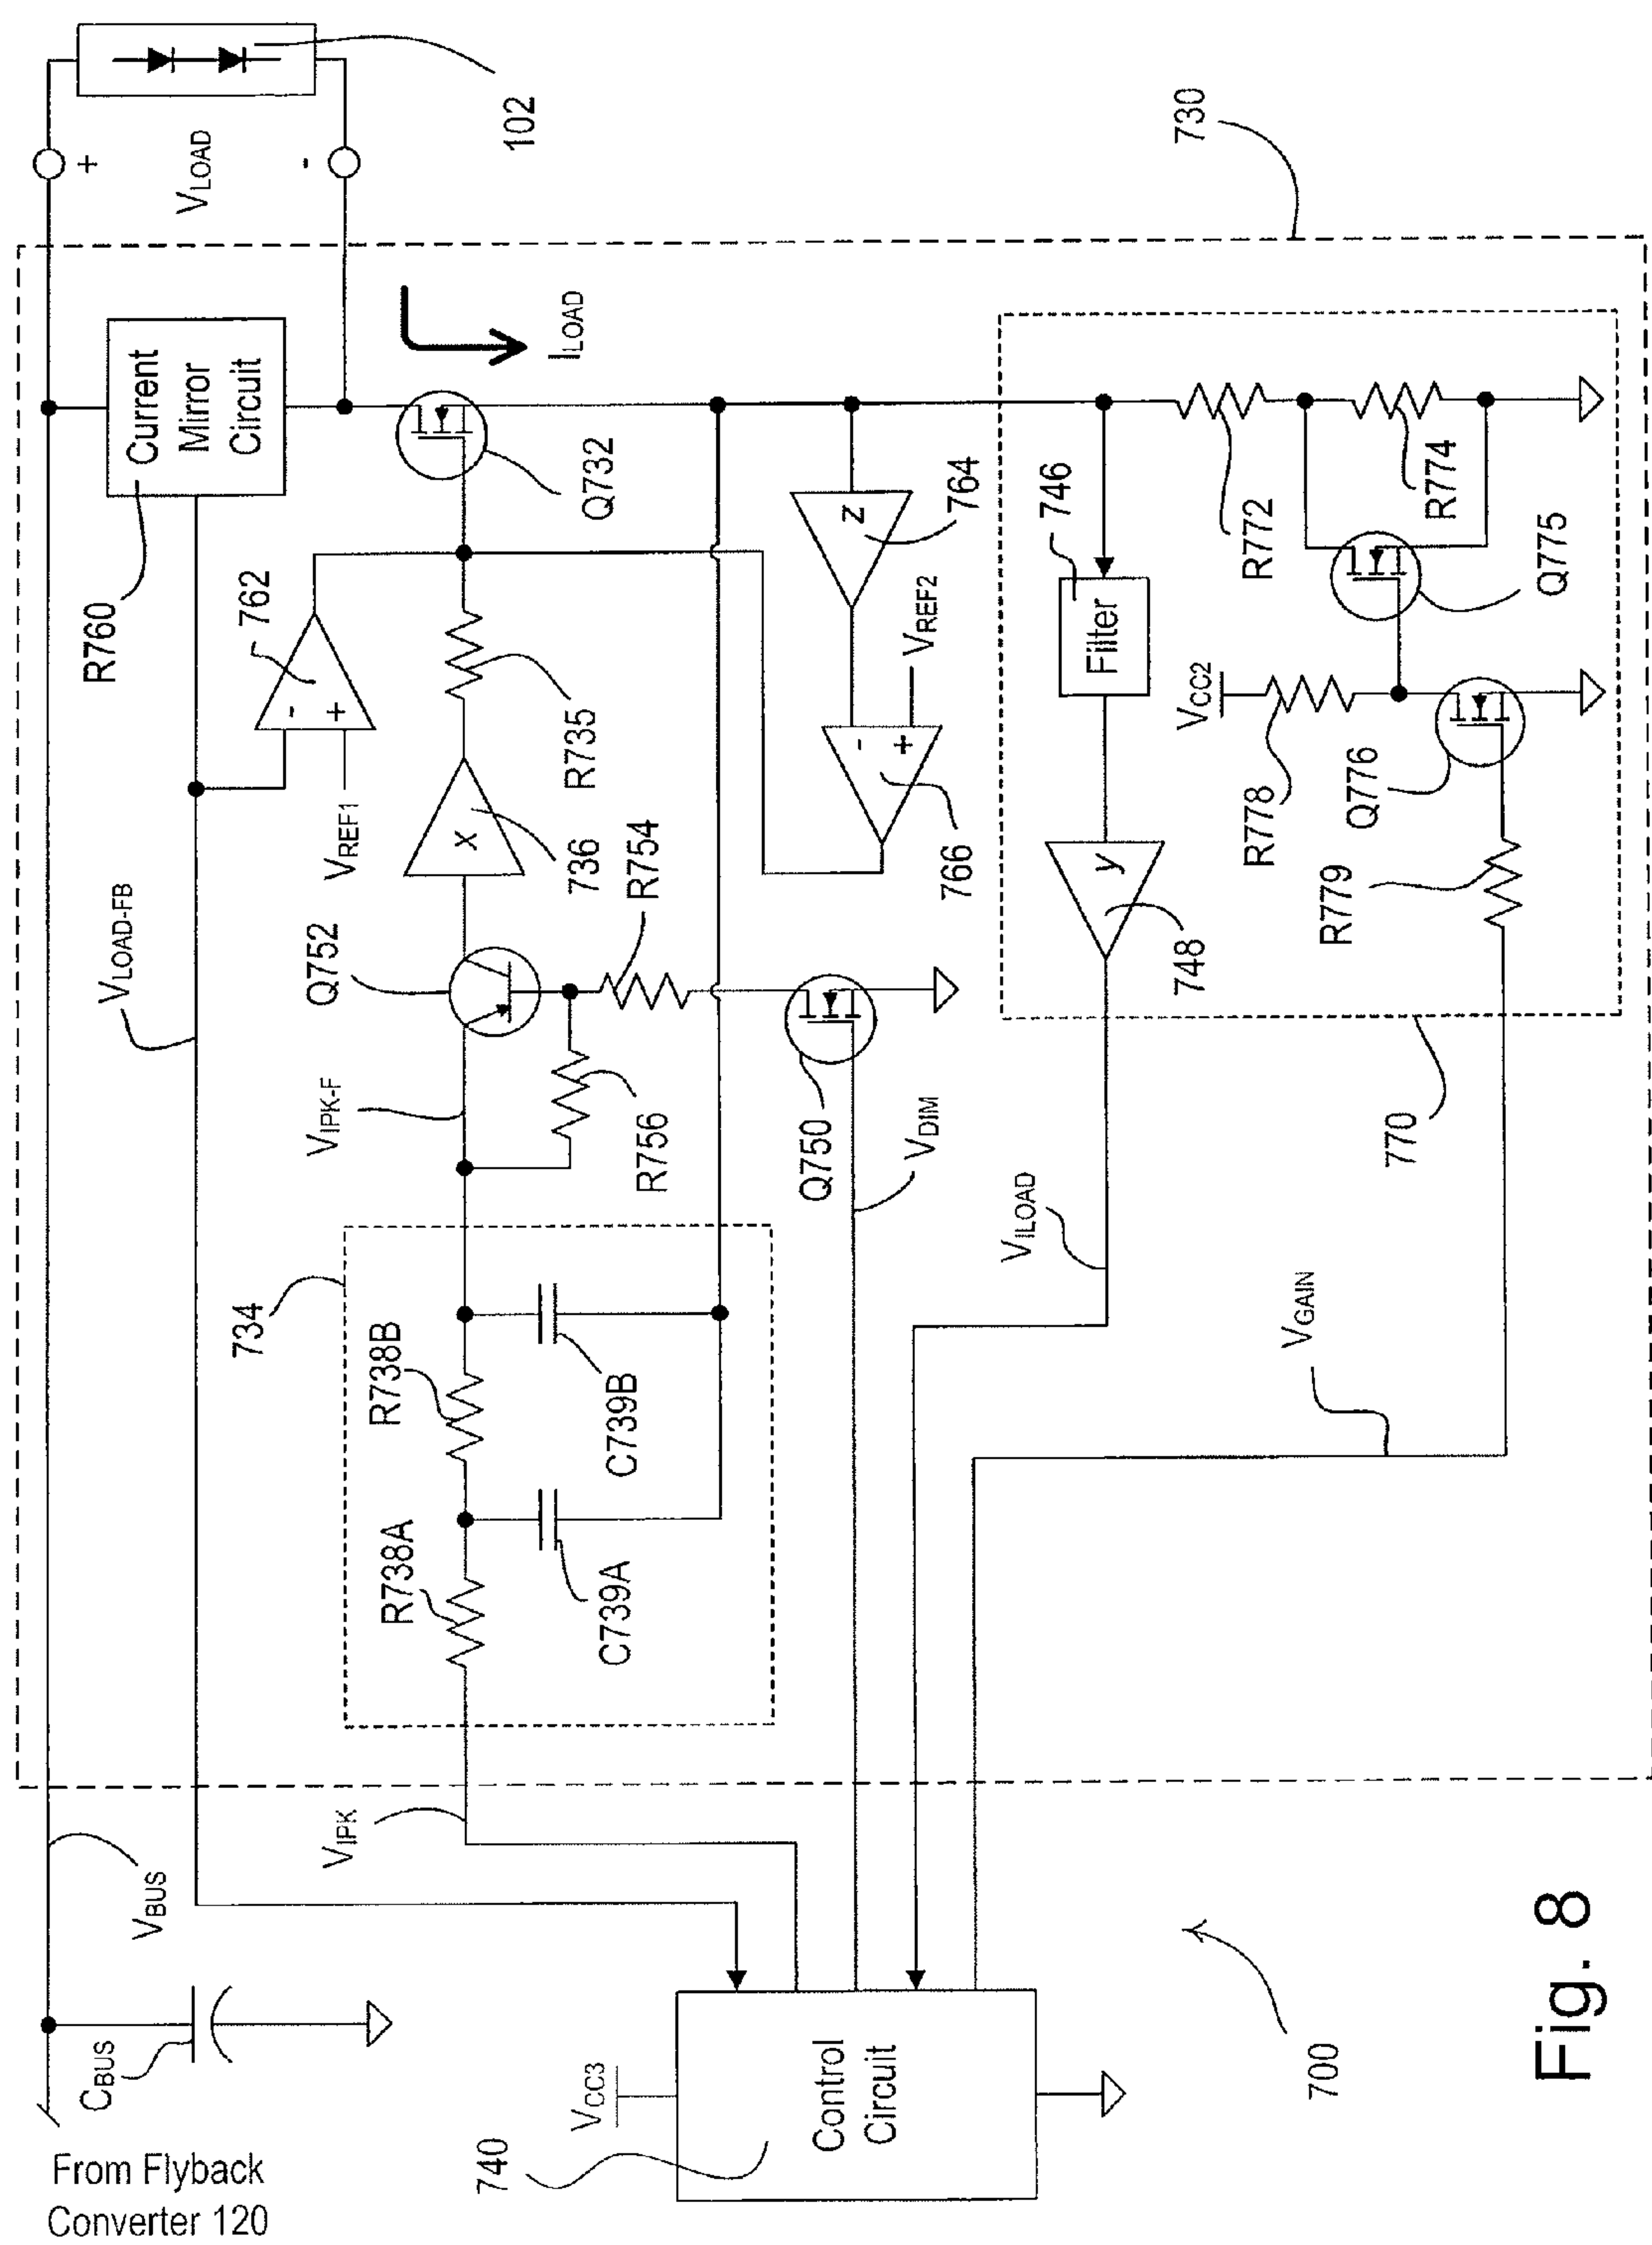 From Flyback
Converter 120
CBUS
VBUS
VLOAD-FB
R760
Current
Mirror
Circuit
+
VLOAD
-
102
730
762
-
+
VREF1
ILOAD
Q732
VIPK
734
R738A
R738B
C739A
C739B
VIPK-F
Q752
R756
R754
x
736
R735
z
764
-
+
VREF2
766
Q750
VDIM
740
VCC3
Control
Circuit
VILOAD
y
748
746
Filter
R772
R774
Q775
VCC2
R778
Q776
R779
770
VGAIN
700
Fig. 8